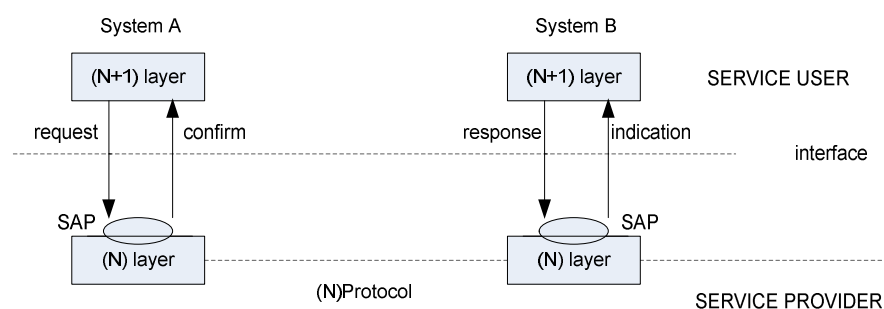 System A
System B
(N+1) layer
(N+1) layer
SERVICE USER
request
confirm
response
indication
interface
SAP
SAP
(N) layer
(N) layer
(N)Protocol
SERVICE PROVIDER